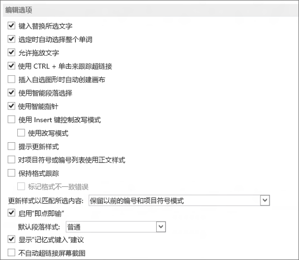 编辑选项
键入替换所选文字
选定时自动选择整个单词
允许拖放文字
使用 CTRL + 单击来跟踪超链接
插入自选图形时自动创建画布
使用智能段落选择
使用智能指针
使用 Insert 键控制改写模式
使用改写模式
提示更新样式
对项目符号或编号列表使用正文样式
保持格式跟踪
标记格式不一致错误
更新样式以匹配所选内容: 保留以前的编号和项目符号模式
启用"即点即输"
默认段落样式: 普通
显示"记忆式键入"建议
不自动超链接屏幕截图